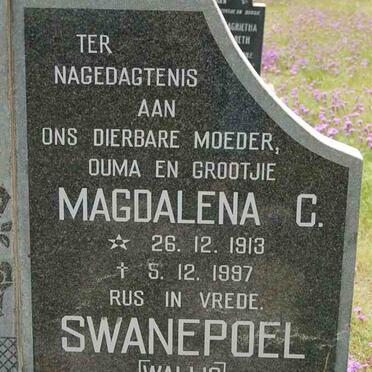 TER
NAGEDAGTENIS
AAN
ONS DIERBARE MOEDER,
OUMA EN GROOTJIE
MAGDALENA C.
☆ 26. 12. 1913
✝ 5. 12. 1997
RUS IN VREDE.
SWANEPOEL